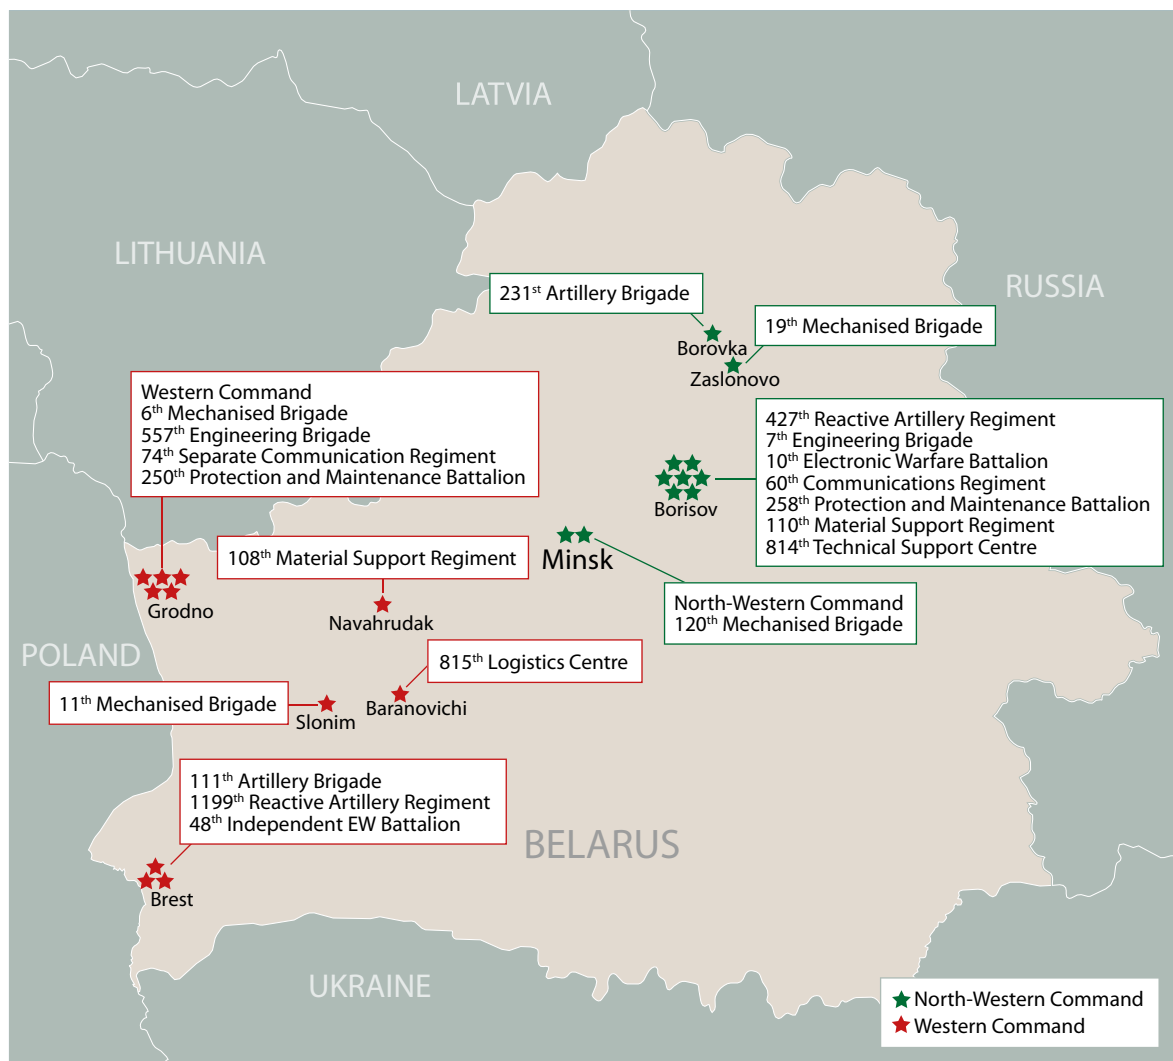 LATVIA
LITHUANIA
RUSSIA
231st Artillery Brigade
Borovka
19th Mechanised Brigade
Zaslonovo
Western Command
6th Mechanised Brigade
557th Engineering Brigade
74th Separate Communication Regiment
250th Protection and Maintenance Battalion
Grodno
427th Reactive Artillery Regiment
7th Engineering Brigade
10th Electronic Warfare Battalion
60th Communications Regiment
258th Protection and Maintenance Battalion
110th Material Support Regiment
814th Technical Support Centre
Borisov
108th Material Support Regiment
Navahrudak
Minsk
North-Western Command
120th Mechanised Brigade
POLAND
815th Logistics Centre
Baranovichi
11th Mechanised Brigade
Slonim
111th Artillery Brigade
1199th Reactive Artillery Regiment
48th Independent EW Battalion
Brest
BELARUS
UKRAINE
North-Western Command
Western Command